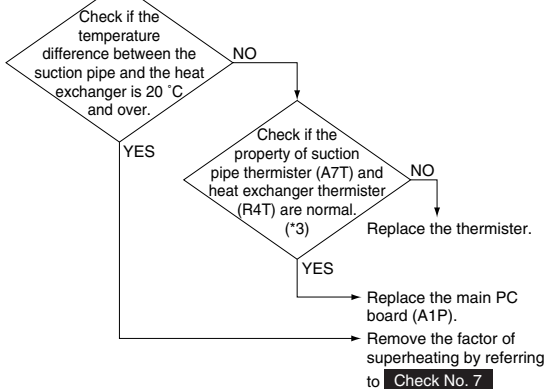 Check if the
temperature
difference between the
suction pipe and the heat
exchanger is 20 ˚C
and over.
NO
YES
Check if the
property of suction
pipe thermister (A7T) and
heat exchanger thermister
(R4T) are normal.
(*3)
NO
Replace the thermister.
YES
Replace the main PC
board (A1P).
Remove the factor of
superheating by referring
to Check No. 7